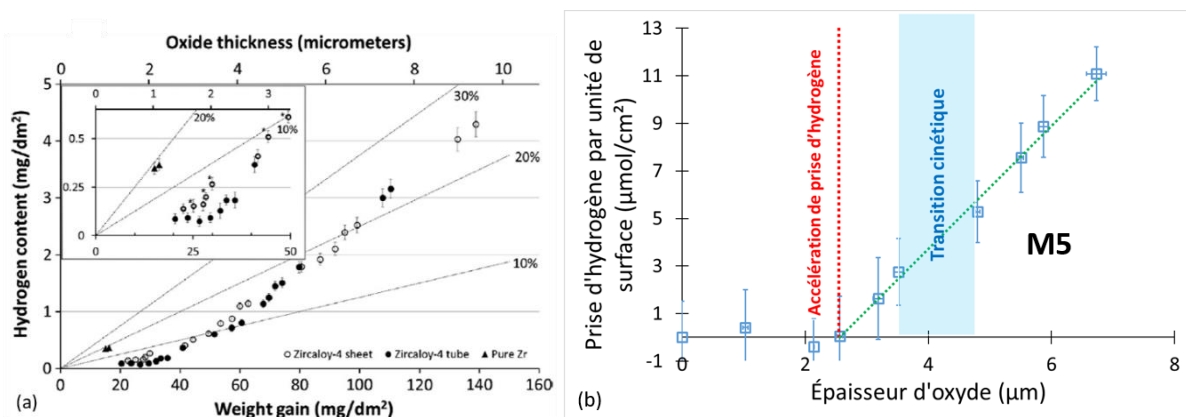 Oxide thickness (micrometers)
0 2 4 6 8 10
Hydrogen content (mg/dm²)
5
4
3
2
1
0
0 1 2 3
20%
10%
0.5
0.25
0
0 25 50
30%
20%
10%
○ Zircaloy-4 sheet ● Zircaloy-4 tube ▲ Pure Zr
0 20 40 60 80 100 120 140 160
(a) Weight gain (mg/dm²)
Prise d'hydrogène par unité de
surface (µmol/cm²)
13
11
9
7
5
3
1
-1
Accélération de prise d'hydrogène
Transition cinétique
M5
0 2 4 6 8
(b) Épaisseur d'oxyde (µm)